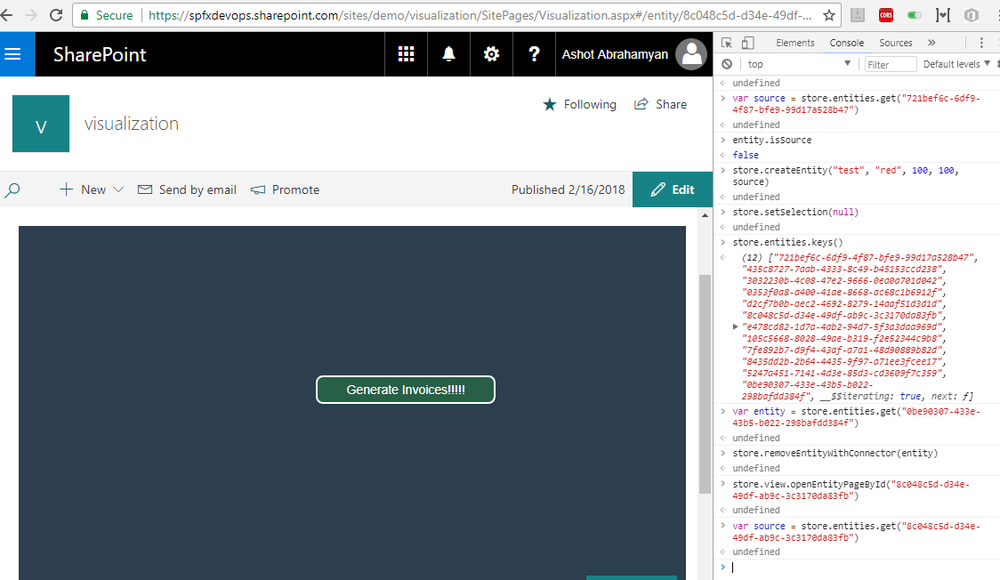 Secure
https://spfxdevops.sharepoint.com/sites/demo/visualization/SitePages/Visualization.aspx#/entity/8c048c5d-d34e-49df-...
CORS
SharePoint
?
Ashot Abrahamyan
V
visualization
Following
Share
New
Send by email
Promote
Published 2/16/2018
Edit
Generate Invoices!!!!!
Elements
Console
Sources
»
top
Filter
Default levels
undefined
var source = store.entities.get("721bef6c-6df9-
4f87-bfe9-99d17a528b47")
undefined
entity.isSource
false
store.createEntity("test", "red", 100, 100,
source)
undefined
store.setSelection(null)
undefined
store.entities.keys()
(12) ["721bef6c-6df9-4f87-bfe9-99d17a528b47",
"435c8727-7aab-4333-8c49-b45153ccd238",
"3032230b-4c08-47e2-9666-0ea0a701d042",
"0353f0a8-a400-41ae-8668-ac68c1b6912f",
"d2cf7b0b-aec2-4692-8279-14aaf51d3d1d",
"8c048c5d-d34e-49df-ab9c-3c3170da83fb",
"e478cd82-1d7a-4ab2-94d7-5f3a3daa969d",
"105c5668-8028-49ae-b319-f2e52344c9b8",
"7fe892b7-d9f4-43af-a7a1-48d90889b82d",
"8435dd2b-2b64-4435-9f97-a71ee3fcee17",
"5247a451-7141-4d3e-85d3-cd3609f7c359",
"0be90307-433e-43b5-b022-
298bafdd384f", __$$iterating: true, next: ƒ]
var entity = store.entities.get("0be90307-433e-
43b5-b022-298bafdd384f")
undefined
store.removeEntityWithConnector(entity)
undefined
store.view.openEntityPageById("8c048c5d-d34e-
49df-ab9c-3c3170da83fb")
undefined
var source = store.entities.get("8c048c5d-d34e-
49df-ab9c-3c3170da83fb")
undefined